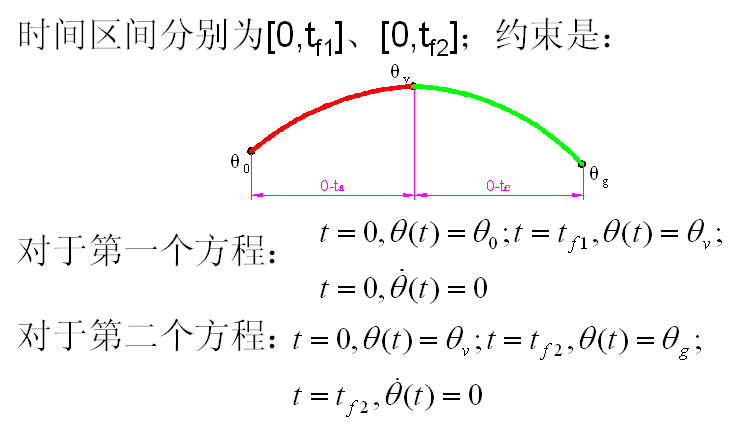 时间区间分别为[0,tf1]、[0,tf2]；约束是：
θv
θ0
θg
0-ta 0-tc
对于第一个方程： t = 0, θ(t) = θ0; t = tf1, θ(t) = θv;
t = 0, θ̇(t) = 0
对于第二个方程： t = 0, θ(t) = θv; t = tf2, θ(t) = θg;
t = tf2, θ̇(t) = 0